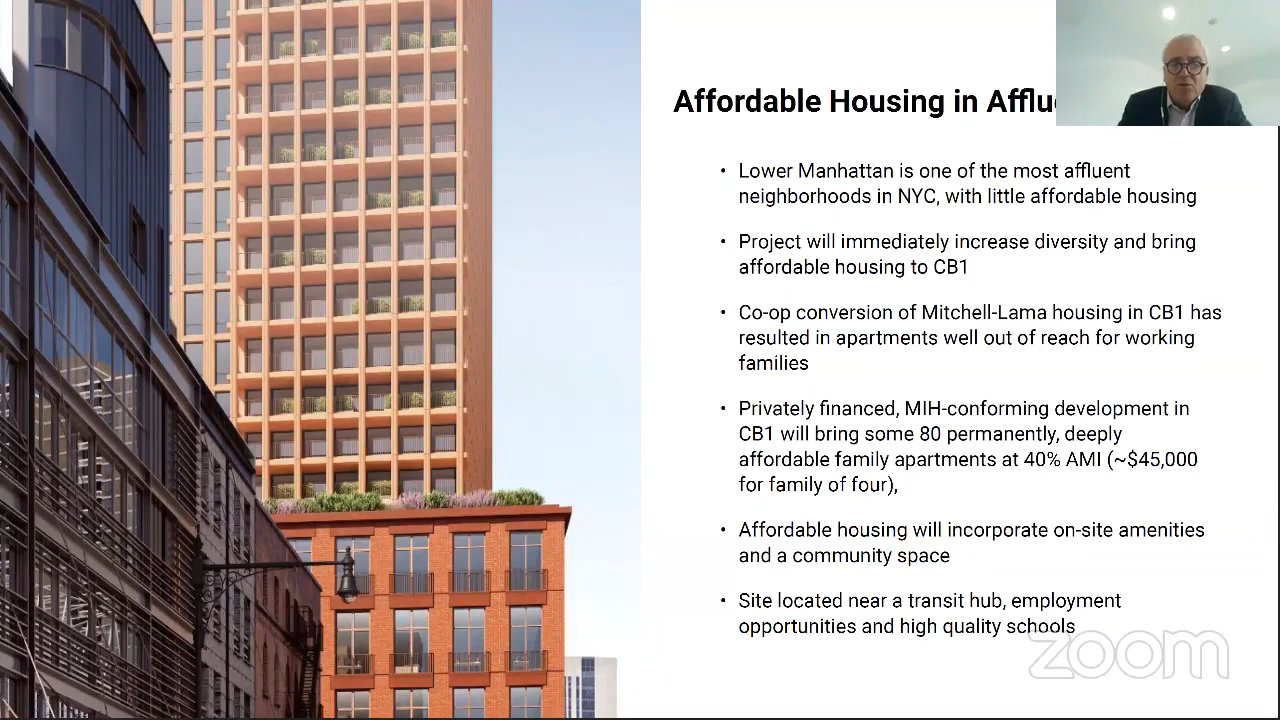 Affordable Housing in
• Lower Manhattan is one of the most affluent
neighborhoods in NYC, with little affordable housing
• Project will immediately increase diversity and bring
affordable housing to CB1
• Co-op conversion of Mitchell-Lama housing in CB1 has
resulted in apartments well out of reach for working
families
• Privately financed, MIH-conforming development in
CB1 will bring some 80 permanently, deeply
affordable family apartments at 40% AMI (~$45,000
for family of four),
• Affordable housing will incorporate on-site amenities
and a community space
• Site located near a transit hub, employment
opportunities and high quality schools
zoom